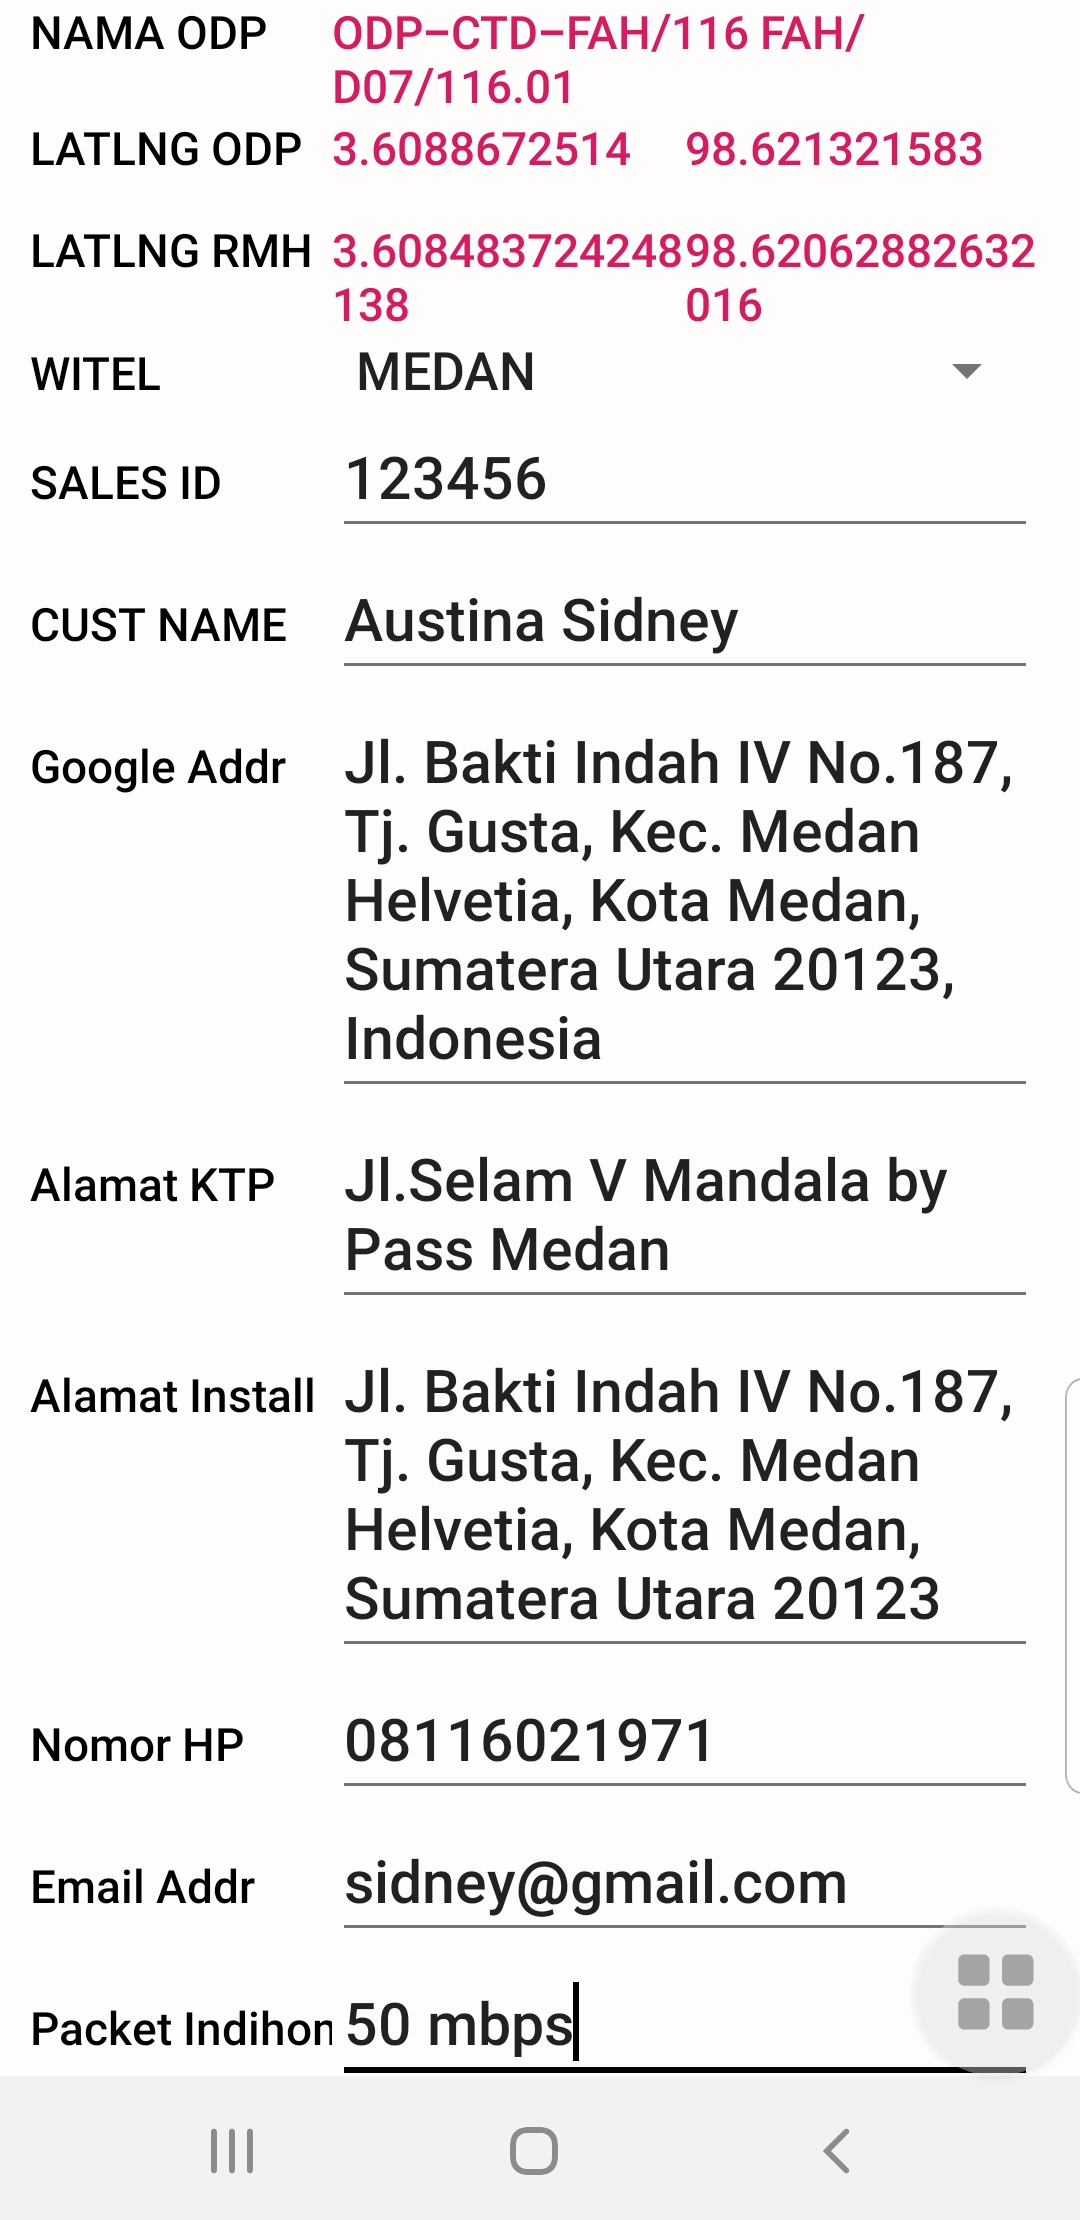 NAMA ODP ODP-CTD-FAH/116 FAH/
D07/116.01
LATLNG ODP 3.6088672514 98.621321583
LATLNG RMH 3.60848372424898.62062882632
138 016
WITEL MEDAN
SALES ID 123456
CUST NAME Austina Sidney
Google Addr Jl. Bakti Indah IV No.187,
Tj. Gusta, Kec. Medan
Helvetia, Kota Medan,
Sumatera Utara 20123,
Indonesia
Alamat KTP Jl.Selam V Mandala by
Pass Medan
Alamat Install Jl. Bakti Indah IV No.187,
Tj. Gusta, Kec. Medan
Helvetia, Kota Medan,
Sumatera Utara 20123
Nomor HP 08116021971
Email Addr sidney@gmail.com
Packet Indihon 50 mbps